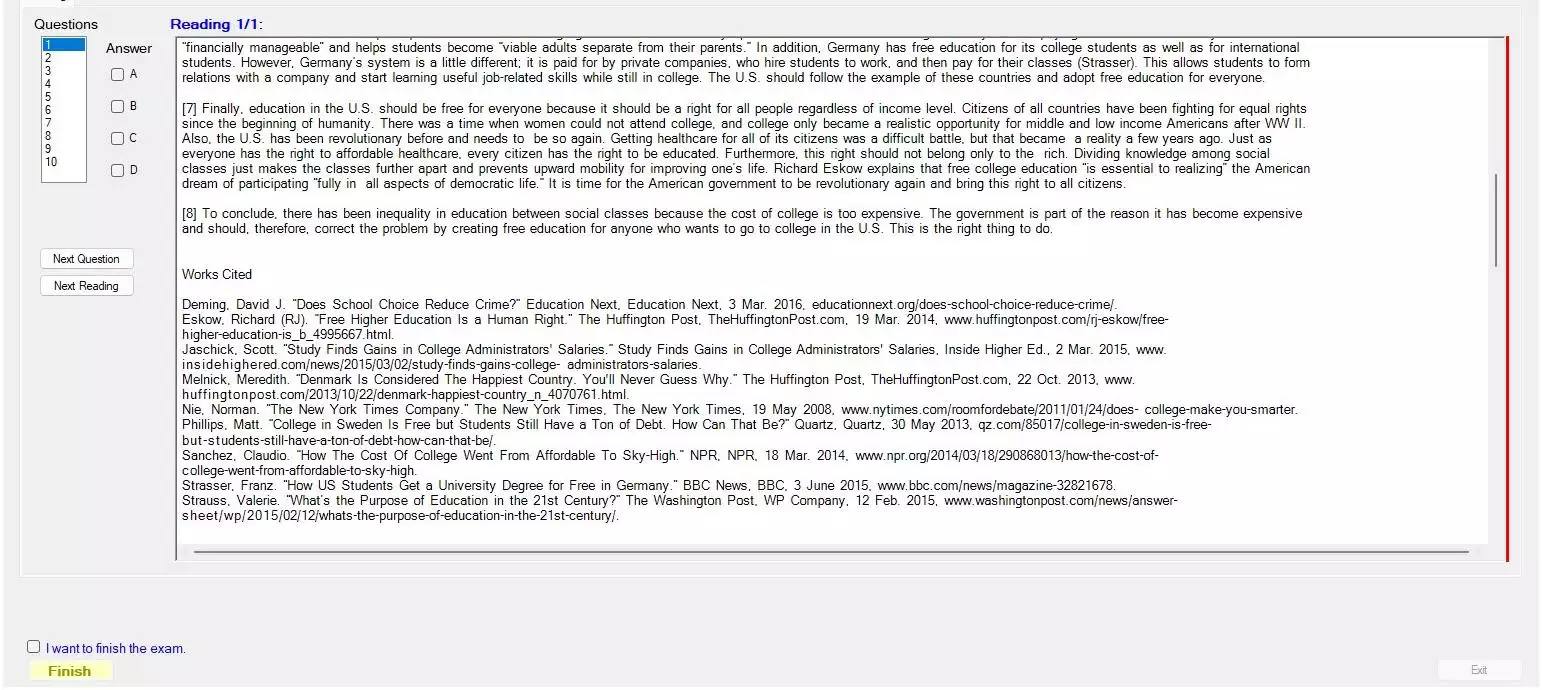 Questions
Reading 1/1:
1
2
3
4
5
6
7
8
9
10
Answer
A
B
C
D
Next Question
Next Reading
"financially manageable" and helps students become "viable adults separate from their parents." In addition, Germany has free education for its college students as well as for international
students. However, Germany's system is a little different; it is paid for by private companies, who hire students to work, and then pay for their classes (Strasser). This allows students to form
relations with a company and start learning useful job-related skills while still in college. The U.S. should follow the example of these countries and adopt free education for everyone.
[7] Finally, education in the U.S. should be free for everyone because it should be a right for all people regardless of income level. Citizens of all countries have been fighting for equal rights
since the beginning of humanity. There was a time when women could not attend college, and college only became a realistic opportunity for middle and low income Americans after WW II.
Also, the U.S. has been revolutionary before and needs to be so again. Getting healthcare for all of its citizens was a difficult battle, but that became a reality a few years ago. Just as
everyone has the right to affordable healthcare, every citizen has the right to be educated. Furthermore, this right should not belong only to the rich. Dividing knowledge among social
classes just makes the classes further apart and prevents upward mobility for improving one's life. Richard Eskow explains that free college education "is essential to realizing" the American
dream of participating "fully in all aspects of democratic life." It is time for the American government to be revolutionary again and bring this right to all citizens.
[8] To conclude, there has been inequality in education between social classes because the cost of college is too expensive. The government is part of the reason it has become expensive
and should, therefore, correct the problem by creating free education for anyone who wants to go to college in the U.S. This is the right thing to do.
Works Cited
Deming, David J. "Does School Choice Reduce Crime?" Education Next, Education Next, 3 Mar. 2016, educationnext.org/does-school-choice-reduce-crime/.
Eskow, Richard (RJ). "Free Higher Education Is a Human Right." The Huffington Post, TheHuffingtonPost.com, 19 Mar. 2014, www.huffingtonpost.com/rj-eskow/free-
higher-education-is_b_4995667.html.
Jaschick, Scott. "Study Finds Gains in College Administrators' Salaries." Study Finds Gains in College Administrators' Salaries, Inside Higher Ed., 2 Mar. 2015, www.
insidehighered.com/news/2015/03/02/study-finds-gains-college- administrators-salaries.
Melnick, Meredith. "Denmark Is Considered The Happiest Country. You'll Never Guess Why." The Huffington Post, TheHuffingtonPost.com, 22 Oct. 2013, www.
huffingtonpost.com/2013/10/22/denmark-happiest-country_n_4070761.html.
Nie, Norman. "The New York Times Company." The New York Times, The New York Times, 19 May 2008, www.nytimes.com/roomfordebate/2011/01/24/does- college-make-you-smarter.
Phillips, Matt. "College in Sweden Is Free but Students Still Have a Ton of Debt. How Can That Be?" Quartz, Quartz, 30 May 2013, qz.com/85017/college-in-sweden-is-free-
but-students-still-have-a-ton-of-debt-how-can-that-be/.
Sanchez, Claudio. "How The Cost Of College Went From Affordable To Sky-High." NPR, NPR, 18 Mar. 2014, www.npr.org/2014/03/18/290868013/how-the-cost-of-
college-went-from-affordable-to-sky-high.
Strasser, Franz. "How US Students Get a University Degree for Free in Germany." BBC News, BBC, 3 June 2015, www.bbc.com/news/magazine-32821678.
Strauss, Valerie. "What's the Purpose of Education in the 21st Century?" The Washington Post, WP Company, 12 Feb. 2015, www.washingtonpost.com/news/answer-
sheet/wp/2015/02/12/whats-the-purpose-of-education-in-the-21st-century/.
I want to finish the exam.
Finish
Exit